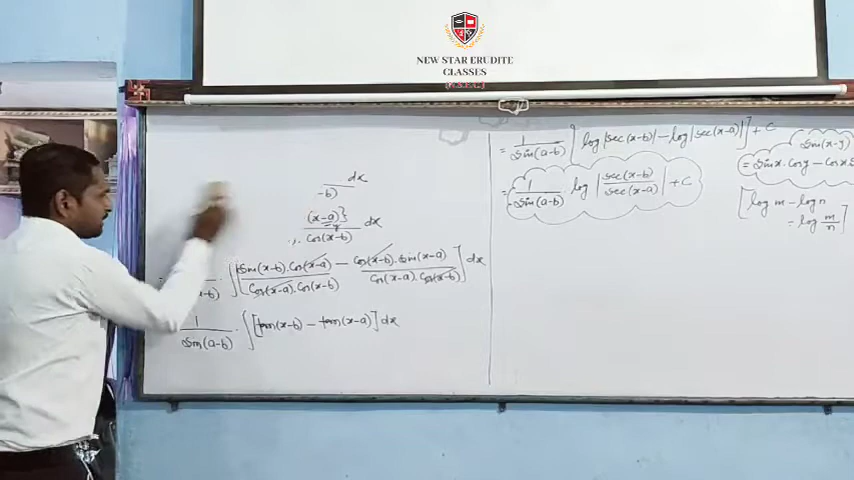 NEW STAR ERUDITE
CLASSES
dx
-b)
(x-a)}
Cos(x-b) dx
∫[Sin(x-b).Cos(x-a) / Cos(x-a).Cos(x-b) - Cos(x-b).Sin(x-a) / Cos(x-a).Cos(x-b)] dx
1/Sin(a-b) . ∫[tan(x-b) - tan(x-a)] dx
= 1/Sin(a-b) [log|sec(x-b)| - log|sec(x-a)|] + C
= 1/Sin(a-b) . log |sec(x-b)/sec(x-a)| + C
Sin(x-y)
= Sinx.Cosy - Cosx
[log m - log n
= log m/n]